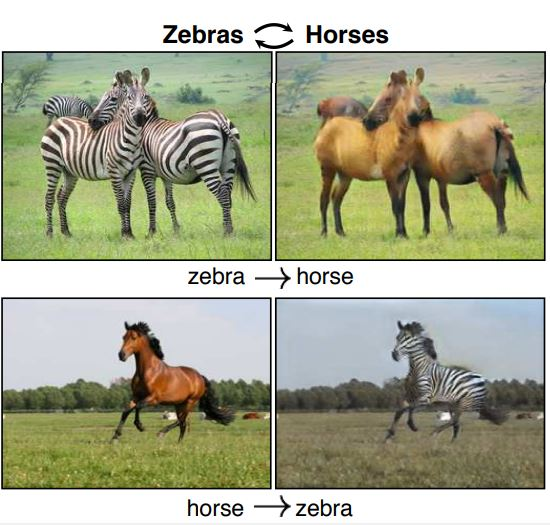 Zebras ⇄ Horses
zebra → horse
horse → zebra